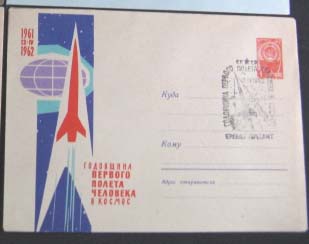 1961
12-IV
1962
Куда
Кому
ГОДОВЩИНА
ПЕРВОГО
ПОЛЕТА
ЧЕЛОВЕКА
В КОСМОС
Адрес отправителя